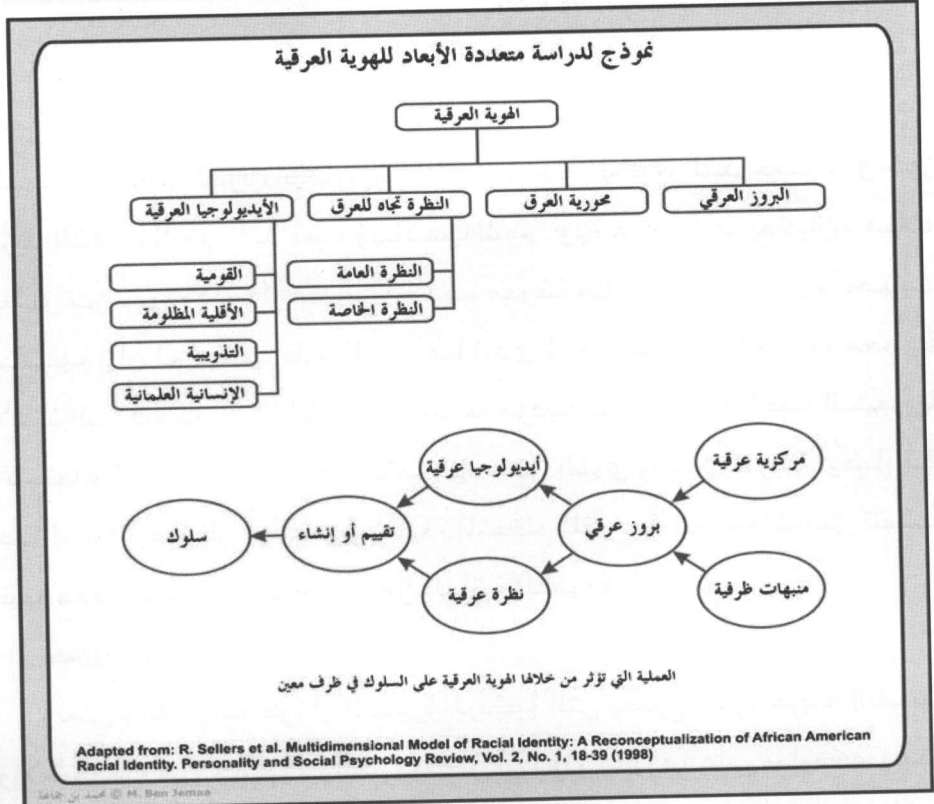 نموذج لدراسة متعددة الأبعاد للهوية العرقية
الهوية العرقية
البروز العرقي
محورية العرق
النظرة تجاه للعرق
الأيديولوجيا العرقية
النظرة العامة
النظرة الخاصة
القومية
الأقلية المظلومة
التذويبية
الإنسانية العلمانية
مركزية عرقية
منبهات ظرفية
بروز عرقي
أيديولوجيا عرقية
نظرة عرقية
تقييم أو إنشاء
سلوك
العملية التي تؤثر من خلالها الهوية العرقية على السلوك في ظرف معين
Adapted from: R. Sellers et al. Multidimensional Model of Racial Identity: A Reconceptualization of African American
Racial Identity. Personality and Social Psychology Review, Vol. 2, No. 1, 18-39 (1998)
محمد بن جماعة © M. Ben Jemaa